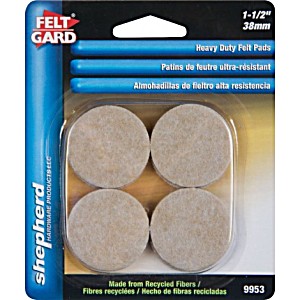 FELT
GARD
1-1/2"
38mm
Heavy Duty Felt Pads
Patins de feutre ultra-résistant
Almohadillas de fieltro alta resistencia
shepherd
HARDWARE PRODUCTS LLC
Made from Recycled Fibers /
Fibres recyclées / Hecho de fibras recicladas
9953